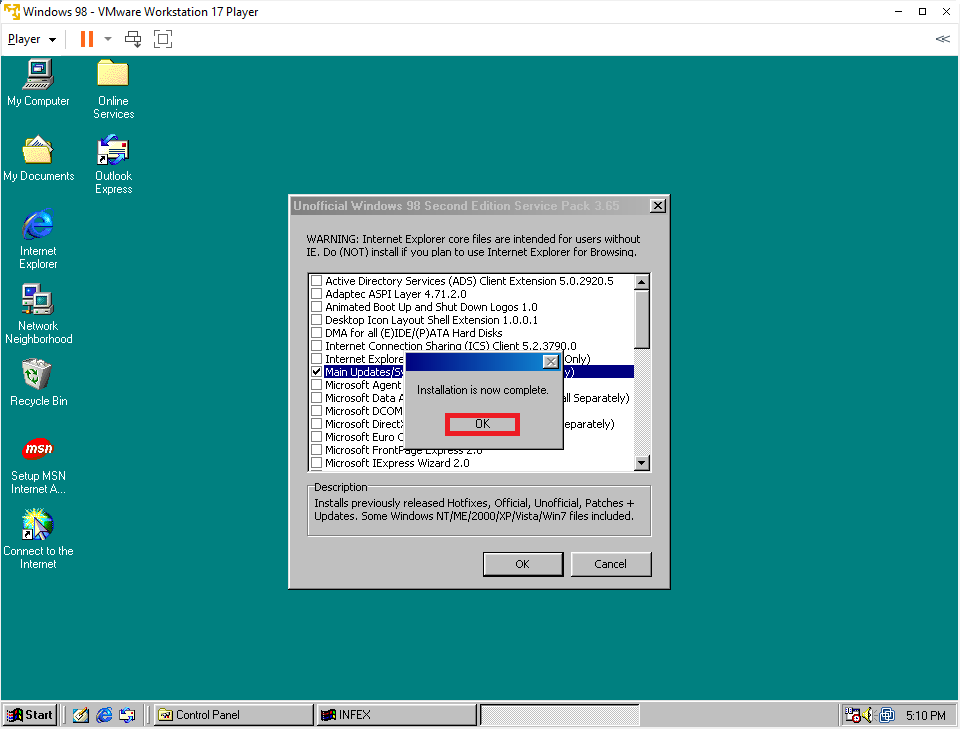 Windows 98 - VMware Workstation 17 Player
Player
My Computer
Online
Services
My Documents
Outlook
Express
Internet
Explorer
Network
Neighborhood
Recycle Bin
msn
Setup MSN
Internet A...
Connect to the
Internet
Unofficial Windows 98 Second Edition Service Pack 3.65
WARNING: Internet Explorer core files are intended for users without
IE. Do (NOT) install if you plan to use Internet Explorer for Browsing.
Active Directory Services (ADS) Client Extension 5.0.2920.5
Adaptec ASPI Layer 4.71.2.0
Animated Boot Up and Shut Down Logos 1.0
Desktop Icon Layout Shell Extension 1.0.0.1
DMA for all (E)IDE/(P)ATA Hard Disks
Internet Connection Sharing (ICS) Client 5.2.3790.0
Internet Explore Only)
Main Updates/Sy y)
Microsoft Agent
Microsoft Data A all Separately)
Microsoft DCOM
Microsoft Direct eparately)
Microsoft Euro C
Microsoft FrontPage Express 2.0
Microsoft IExpress Wizard 2.0
Installation is now complete.
OK
Description
Installs previously released Hotfixes, Official, Unofficial, Patches +
Updates. Some Windows NT/ME/2000/XP/Vista/Win7 files included.
OK
Cancel
Start
Control Panel
INFEX
5:10 PM